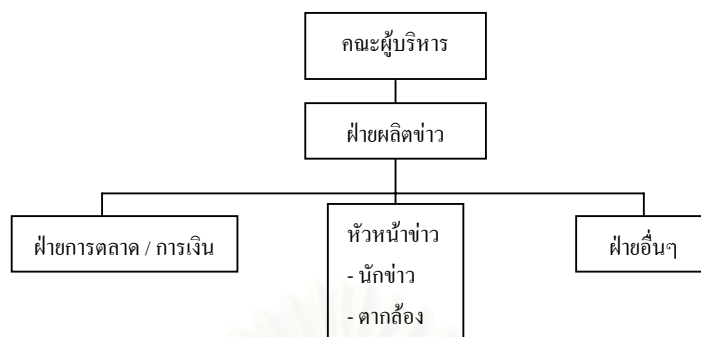 คณะผู้บริหาร
ฝ่ายผลิตข่าว
ฝ่ายการตลาด / การเงิน
หัวหน้าข่าว
- นักข่าว
- ตากล้อง
ฝ่ายอื่นๆ